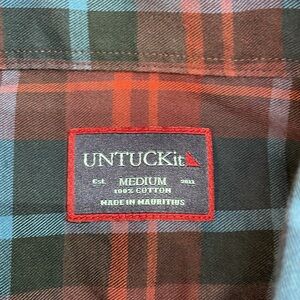 UNTUCKit
Est. MEDIUM 2011
100% COTTON
MADE IN MAURITIUS